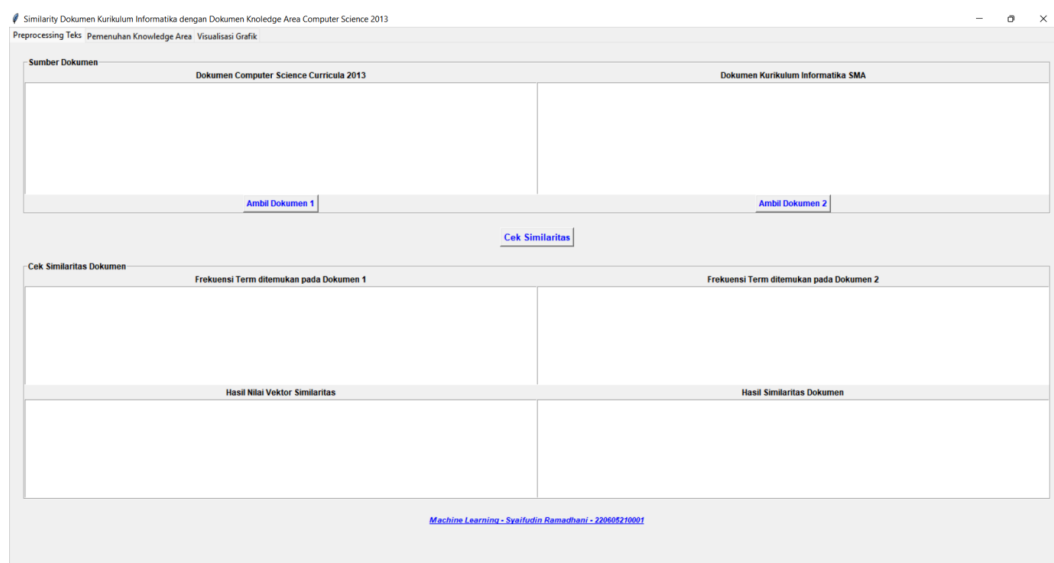 Similarity Dokumen Kurikulum Informatika dengan Dokumen Knoledge Area Computer Science 2013
Preprocessing Teks Pemenuhan Knowledge Area Visualisasi Grafik
Sumber Dokumen
Dokumen Computer Science Curricula 2013 Dokumen Kurikulum Informatika SMA
Ambil Dokumen 1 Ambil Dokumen 2
Cek Similaritas
Cek Similaritas Dokumen
Frekuensi Term ditemukan pada Dokumen 1 Frekuensi Term ditemukan pada Dokumen 2
Hasil Nilai Vektor Similaritas Hasil Similaritas Dokumen
Machine Learning - Syaifudin Ramadhani - 220605210001